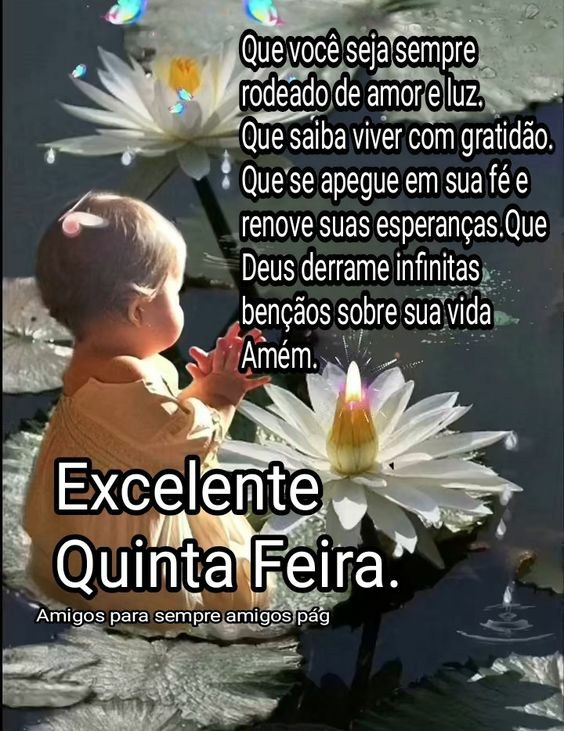 Que você seja sempre
rodeado de amor e luz.
Que saiba viver com gratidão.
Que se apegue em sua fé e
renove suas esperanças.Que
Deus derrame infinitas
bençãos sobre sua vida
Amém.
Excelente
Quinta Feira.
Amigos para sempre amigos pág